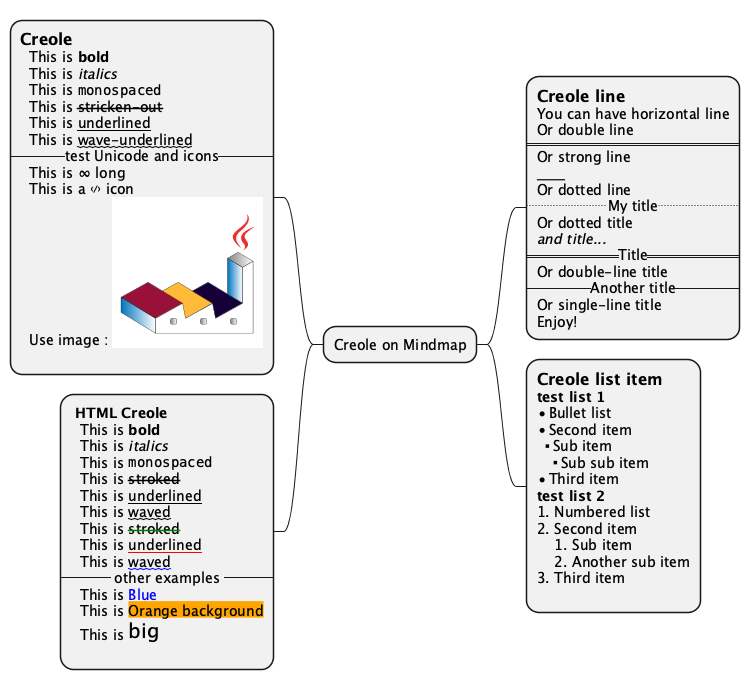 Creole
This is bold
This is italics
This is monospaced
This is stricken-out
This is underlined
This is wave-underlined
test Unicode and icons
This is ∞ long
This is a ‹/› icon
Use image :
HTML Creole
This is bold
This is italics
This is monospaced
This is stroked
This is underlined
This is waved
This is stroked
This is underlined
This is waved
other examples
This is Blue
This is Orange background
This is big
Creole on Mindmap
Creole line
You can have horizontal line
Or double line
Or strong line
____
Or dotted line
My title
Or dotted title
and title...
Title
Or double-line title
Another title
Or single-line title
Enjoy!
Creole list item
test list 1
• Bullet list
• Second item
▪ Sub item
▪ Sub sub item
• Third item
test list 2
1. Numbered list
2. Second item
1. Sub item
2. Another sub item
3. Third item